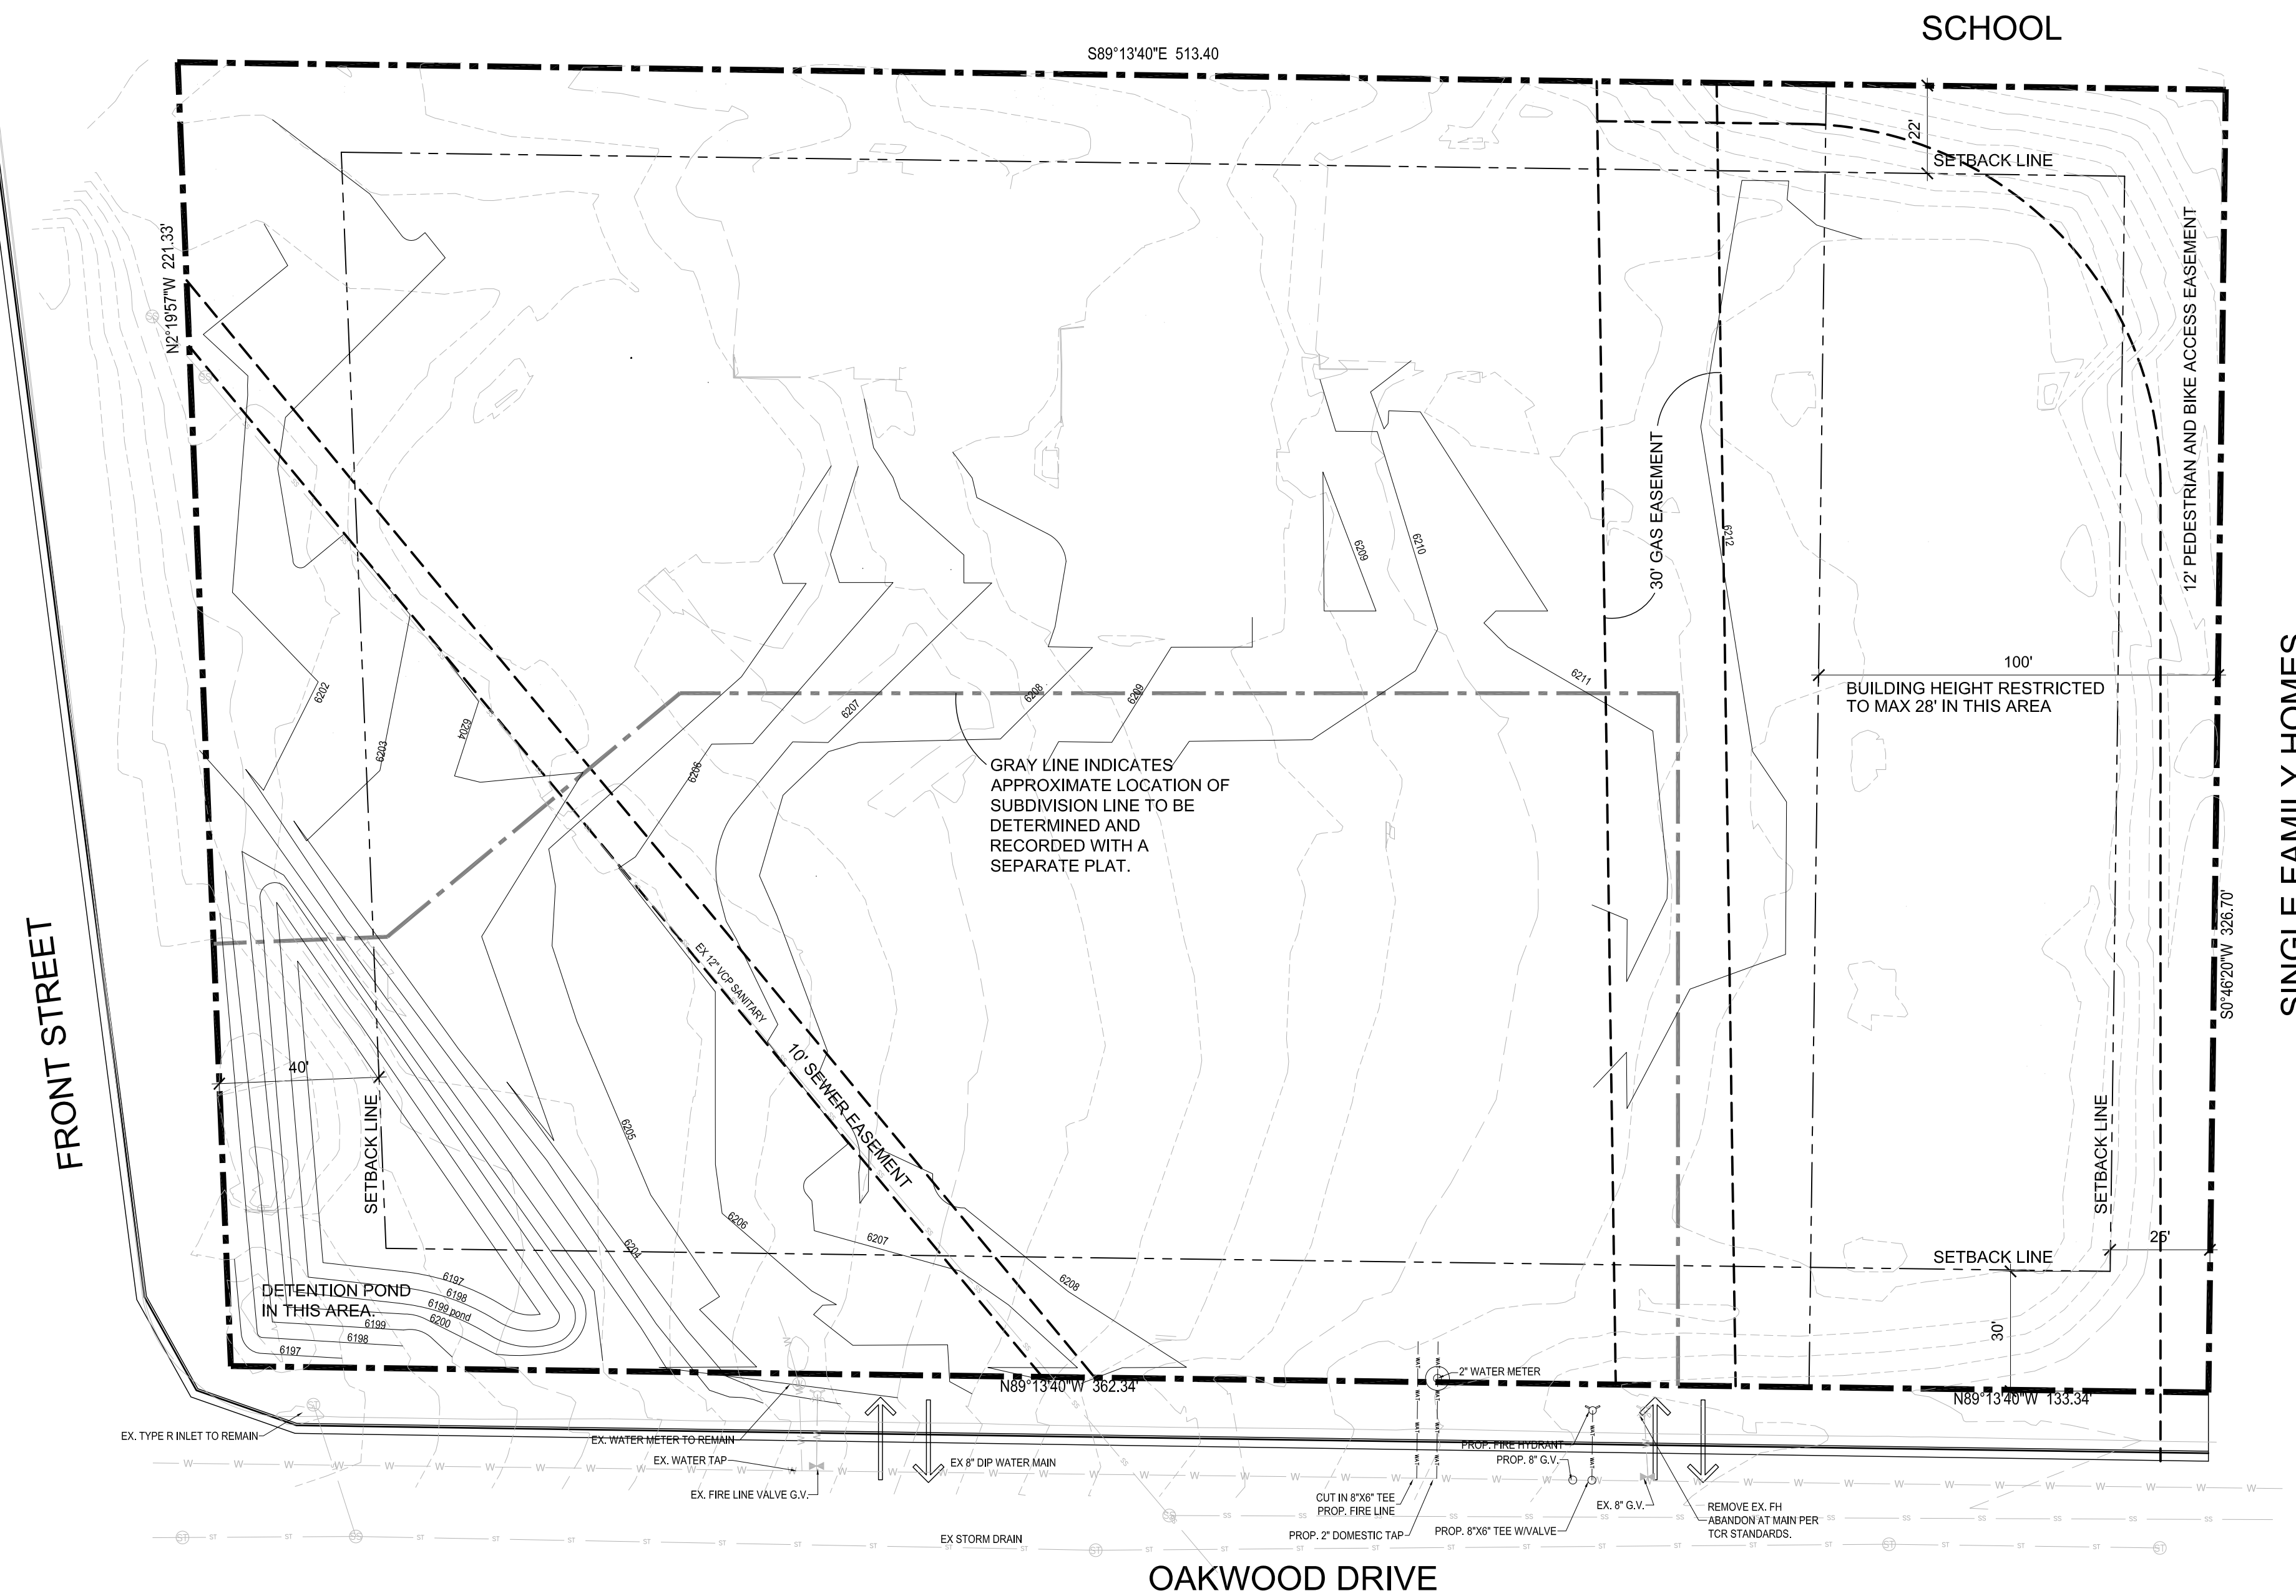 SCHOOL
S89°13'40"E 513.40
22'
SETBACK LINE
N2°19'57"W 221.33'
12' PEDESTRIAN AND BIKE ACCESS EASEMENT
30' GAS EASEMENT
6212
6209
6210
6211
100'
BUILDING HEIGHT RESTRICTED
TO MAX 28' IN THIS AREA
SINGLE FAMILY HOMES
6202
6203
6204
6206
6207
6208
6209
GRAY LINE INDICATES
APPROXIMATE LOCATION OF
SUBDIVISION LINE TO BE
DETERMINED AND
RECORDED WITH A
SEPARATE PLAT.
S0°46'20"W 326.70'
FRONT STREET
EX 12" VCP SANITARY
10' SEWER EASEMENT
40'
SETBACK LINE
6205
6204
6206
6207
6208
SETBACK LINE
25'
SETBACK LINE
30'
DETENTION POND
IN THIS AREA.
6197
6198
6199 pond
6200
6199
6198
6197
2" WATER METER
N89°13'40"W 362.34'
N89°13'40"W 133.34'
EX. TYPE R INLET TO REMAIN
EX. WATER METER TO REMAIN
EX. WATER TAP
EX. FIRE LINE VALVE G.V.
EX 8" DIP WATER MAIN
PROP. FIRE HYDRANT
PROP. 8" G.V.
CUT IN 8"X6" TEE
PROP. FIRE LINE
EX. 8" G.V.
REMOVE EX. FH
ABANDON AT MAIN PER
TCR STANDARDS.
PROP. 2" DOMESTIC TAP
PROP. 8"X6" TEE W/VALVE
EX STORM DRAIN
OAKWOOD DRIVE